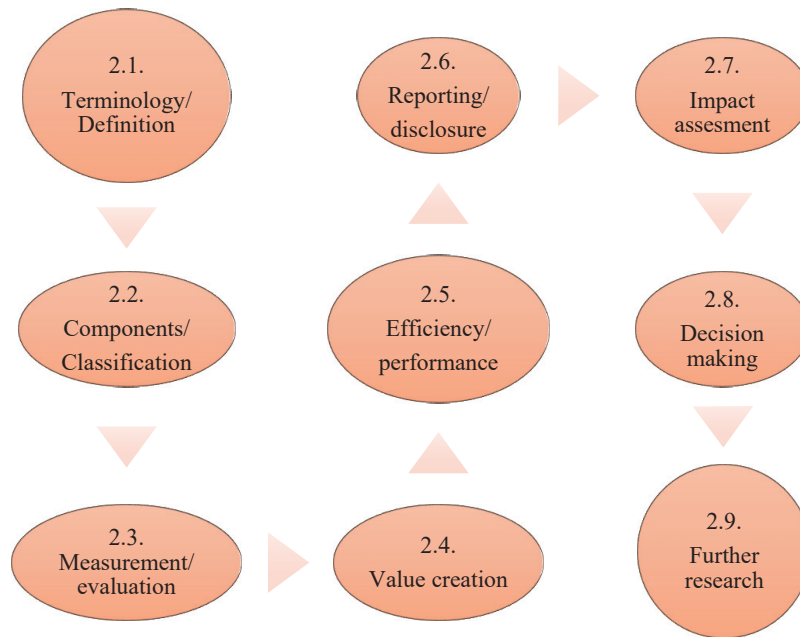 2.1.
Terminology/
Definition
2.2.
Components/
Classification
2.3.
Measurement/
evaluation
2.4.
Value creation
2.5.
Efficiency/
performance
2.6.
Reporting/
disclosure
2.7.
Impact
assesment
2.8.
Decision
making
2.9.
Further
research